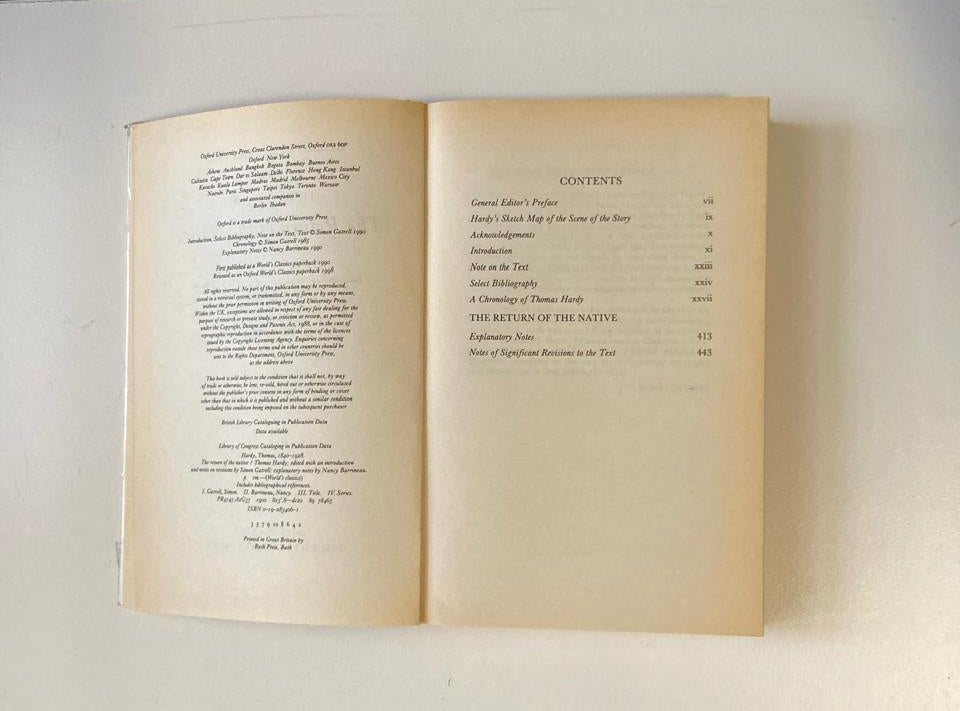 Oxford University Press, Great Clarendon Street, Oxford OX2 6DP
Oxford New York
Athens Auckland Bangkok Bogota Bombay Buenos Aires
Calcutta Cape Town Dar es Salaam Delhi Florence Hong Kong Istanbul
Karachi Kuala Lumpur Madras Madrid Melbourne Mexico City
Nairobi Paris Singapore Taipei Tokyo Toronto Warsaw
and associated companies in
Berlin Ibadan
Oxford is a trade mark of Oxford University Press
Introduction, Select Bibliography, Note on the Text, Text © Simon Gatrell 1990
Chronology © Simon Gatrell 1985
Explanatory Notes © Nancy Barrineau 1990
First published as a World's Classics paperback 1990
Reissued as an Oxford World's Classics paperback 1998
All rights reserved. No part of this publication may be reproduced,
stored in a retrieval system, or transmitted, in any form or by any means,
without the prior permission in writing of Oxford University Press.
Within the UK, exceptions are allowed in respect of any fair dealing for the
purpose of research or private study, or criticism or review, as permitted
under the Copyright, Designs and Patents Act, 1988, or in the case of
reprographic reproduction in accordance with the terms of the licences
issued by the Copyright Licensing Agency. Enquiries concerning
reproduction outside these terms and in other countries should be
sent to the Rights Department, Oxford University Press,
at the address above
This book is sold subject to the condition that it shall not, by way
of trade or otherwise, be lent, re-sold, hired out or otherwise circulated
without the publisher's prior consent in any form of binding or cover
other than that in which it is published and without a similar condition
including this condition being imposed on the subsequent purchaser
British Library Cataloguing in Publication Data
Data available
Library of Congress Cataloging in Publication Data
Hardy, Thomas, 1840–1928.
The return of the native / Thomas Hardy; edited with an introduction
and notes on revisions by Simon Gatrell: explanatory notes by Nancy Barrineau.
p. cm.—(World's classics)
Includes bibliographical references.
I. Gatrell, Simon. II. Barrineau, Nancy. III. Title. IV. Series.
823'.8—dc20 89 78465
3 5 7 9 10 8 6 4 2
Printed in Great Britain by
Bath Press, Bath
CONTENTS
General Editor's Preface vii
Hardy's Sketch Map of the Scene of the Story ix
Acknowledgements x
Introduction xi
Note on the Text xxiii
Select Bibliography xxiv
A Chronology of Thomas Hardy xxvii
THE RETURN OF THE NATIVE
Explanatory Notes 413
Notes of Significant Revisions to the Text 443